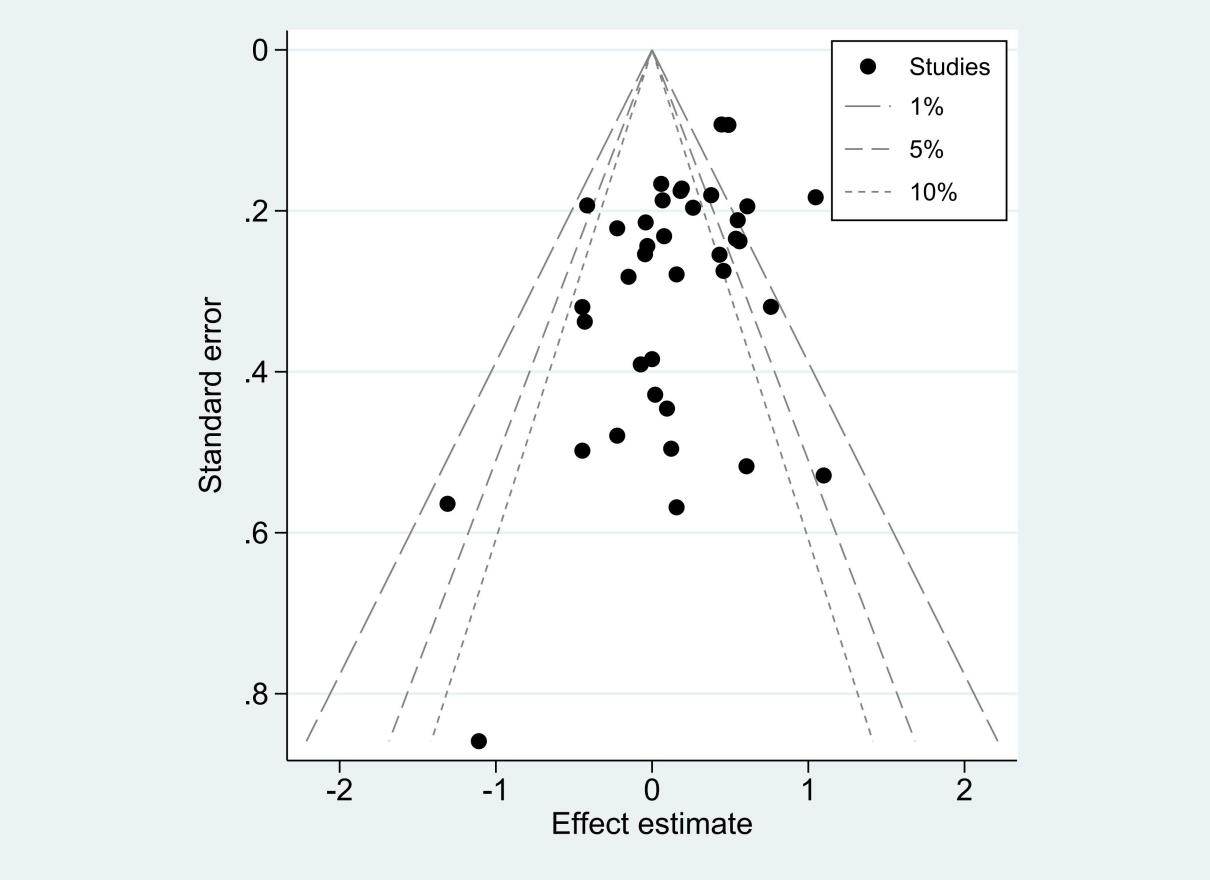 Studies
1%
5%
10%
0
.2
.4
.6
.8
Standard error
-2 -1 0 1 2
Effect estimate